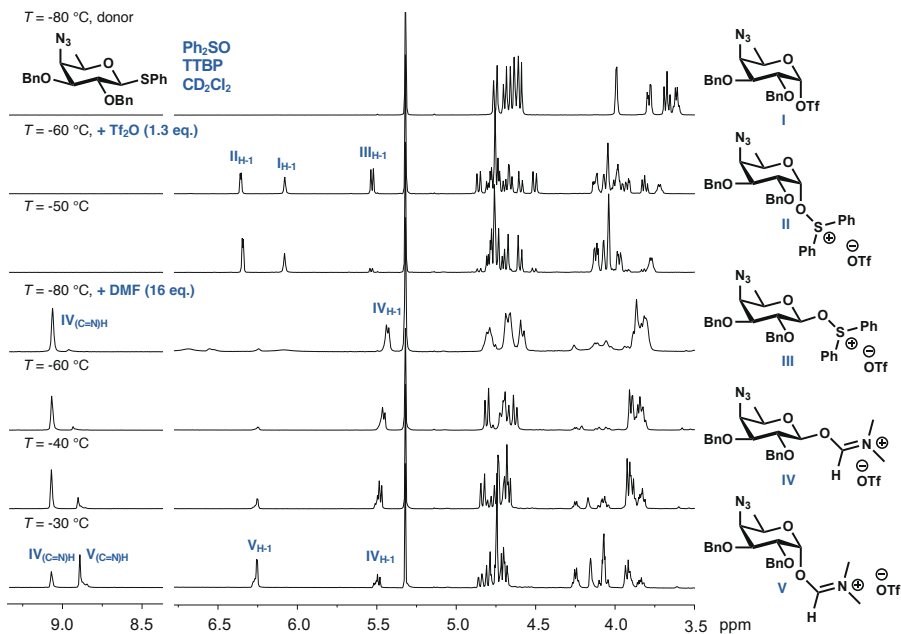 T = -80 °C, donor
N3
BnO
OBn
O
SPh
Ph2SO
TTBP
CD2Cl2
T = -60 °C, + Tf2O (1.3 eq.)
IIH-1
IH-1
IIIH-1
T = -50 °C
T = -80 °C, + DMF (16 eq.)
IV(C=N)H
IVH-1
T = -60 °C
T = -40 °C
T = -30 °C
IV(C=N)H
V(C=N)H
VH-1
IVH-1
9.0 8.5 6.5 6.0 5.5 5.0 4.5 4.0 3.5 ppm
N3
O
BnO
BnO
OTf
I
N3
O
BnO
BnO
O
S Ph
⊕
Ph
⊖
OTf
II
N3
O
BnO
O
Ph
OBn
S
⊕
Ph
⊖
OTf
III
N3
O
BnO
O
OBn
N ⊕
H
⊖
OTf
IV
N3
O
BnO
BnO
O
N ⊕
H
⊖
OTf
V